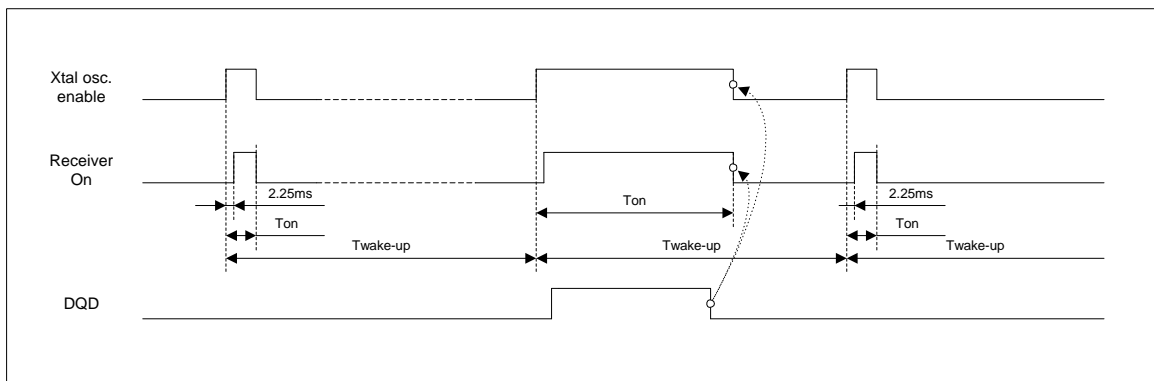 Xtal osc.
enable
Receiver
On
2.25ms
Ton
2.25ms
Ton
Ton
Twake-up
Twake-up
Twake-up
DQD